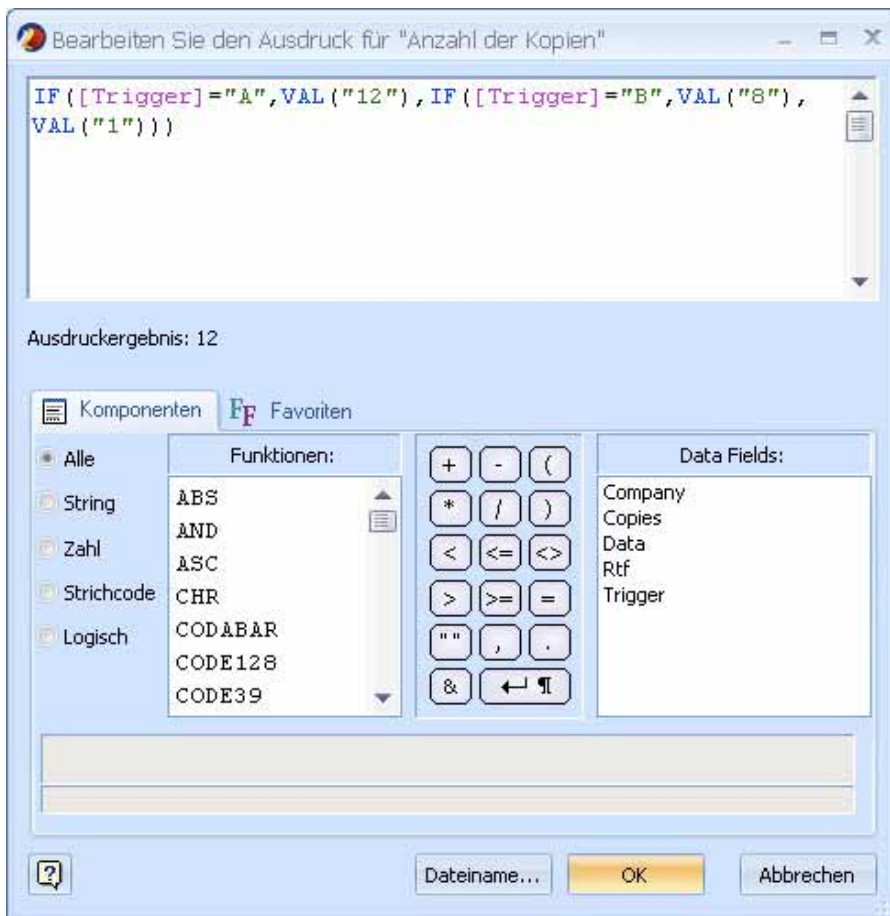 Bearbeiten Sie den Ausdruck für "Anzahl der Kopien"
IF([Trigger]="A",VAL("12"),IF([Trigger]="B",VAL("8"),
VAL("1")))
Ausdruckergebnis: 12
Komponenten
FF Favoriten
Alle
String
Zahl
Strichcode
Logisch
Funktionen:
ABS
AND
ASC
CHR
CODABAR
CODE128
CODE39
+ - (
* / )
< <= <>
> >= =
"" , .
& ↵ ¶
Data Fields:
Company
Copies
Data
Rtf
Trigger
?
Dateiname...
OK
Abbrechen